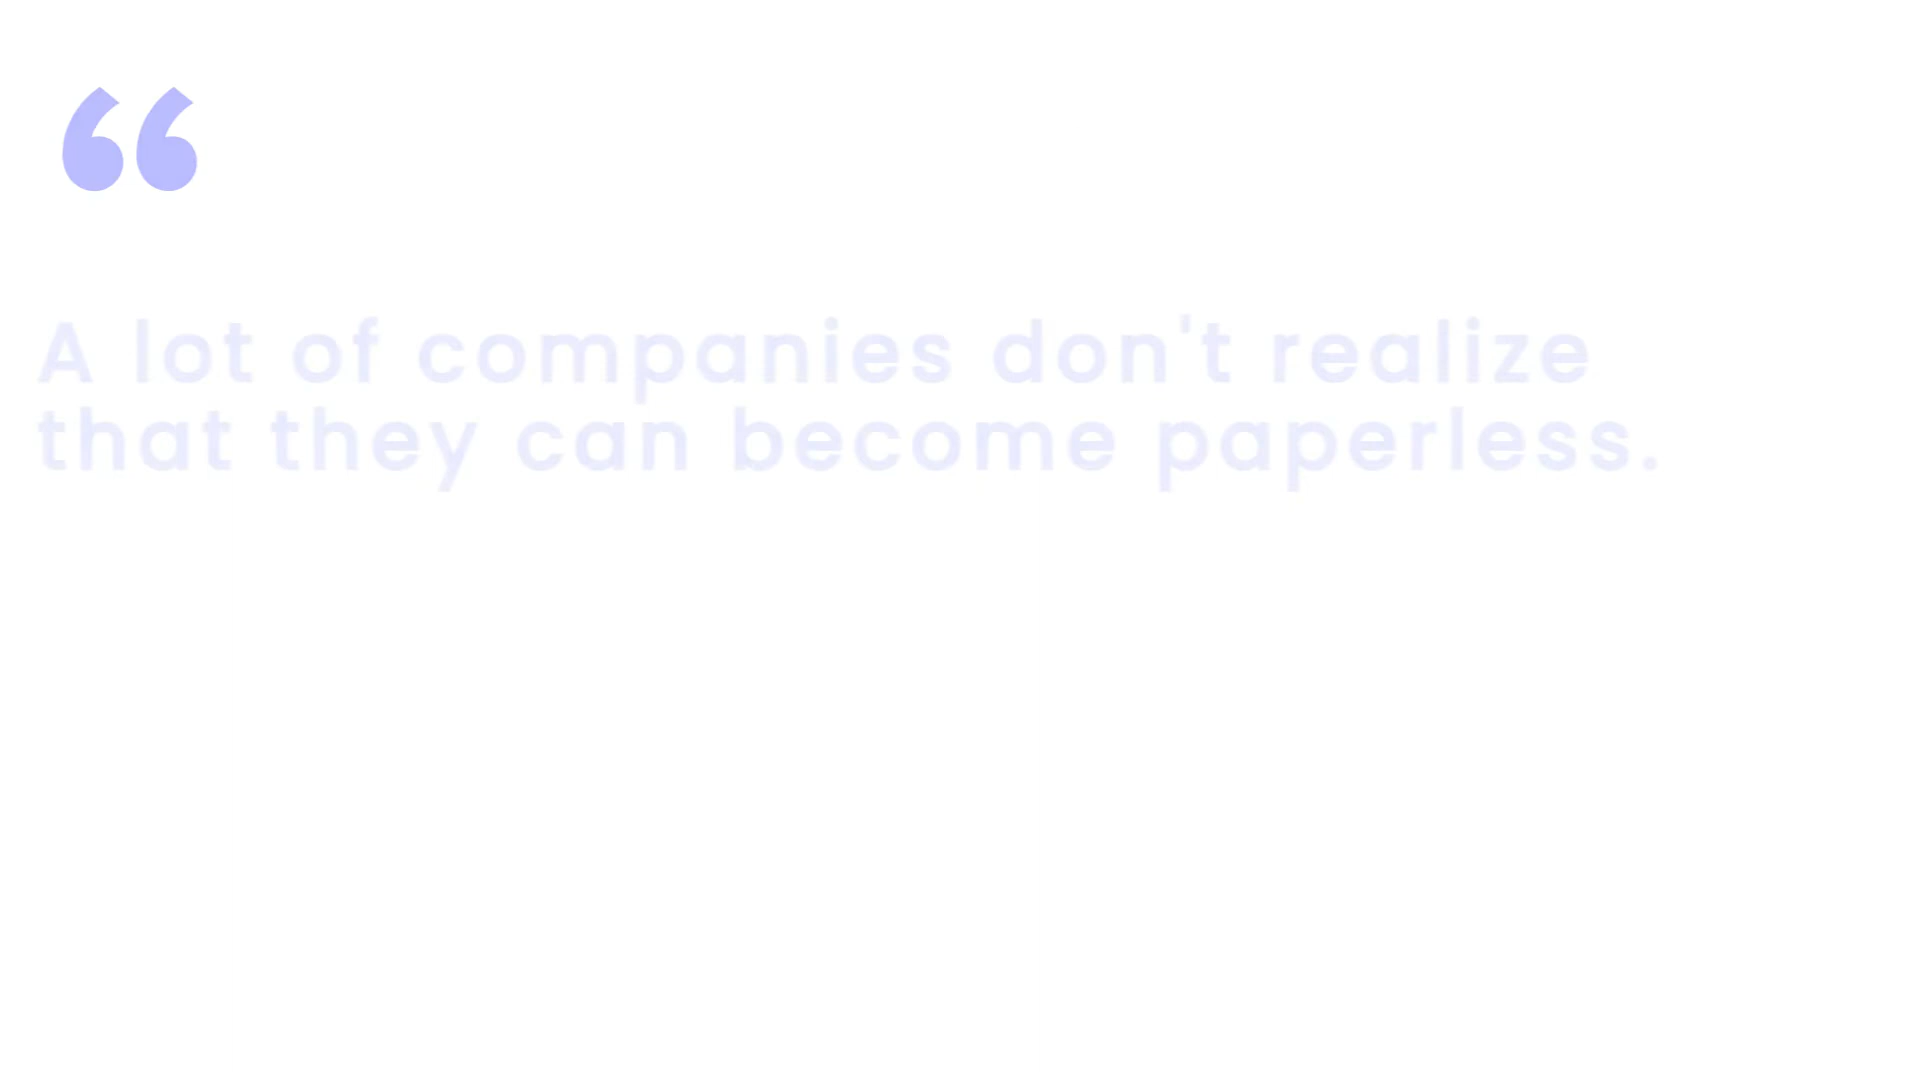 “
A lot of companies don't realize
that they can become paperless.